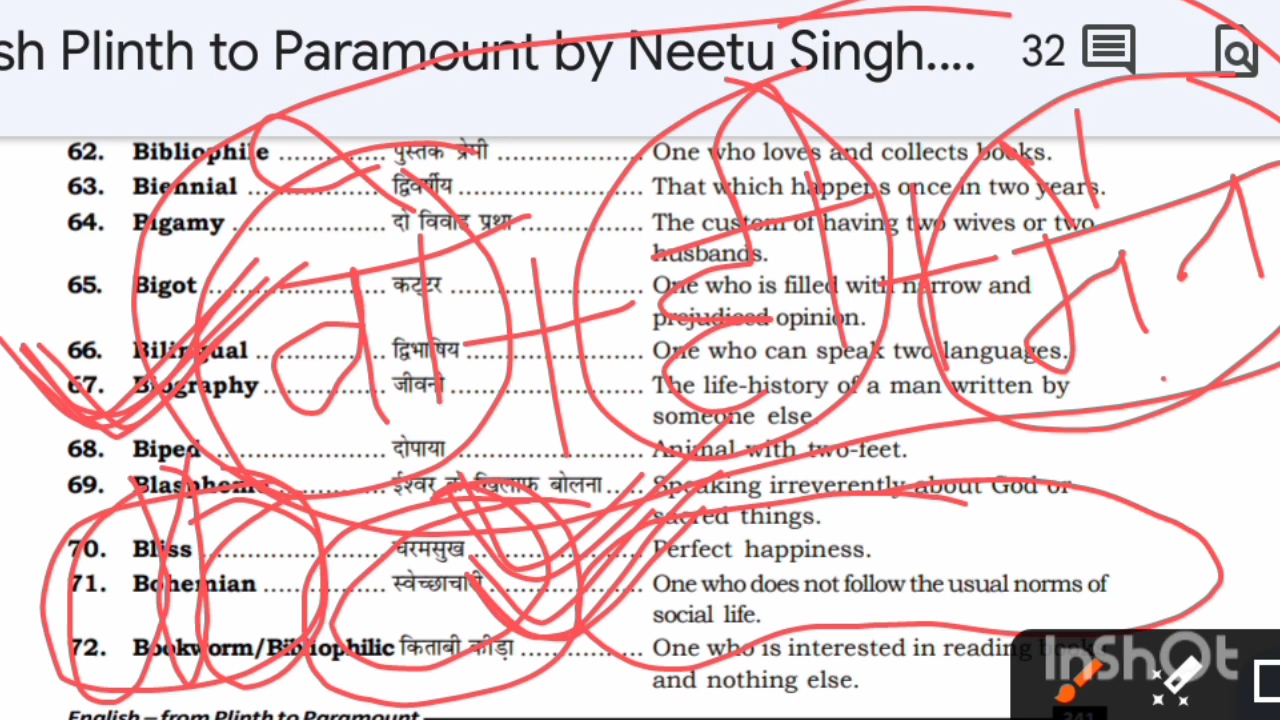 sh Plinth to Paramount by Neetu Singh.... 32
62. Bibliophile .............. पुस्तक प्रेमी ................... One who loves and collects books.
63. Biennial .................. द्विवर्षीय ........................ That which happens once in two years.
64. Bigamy .................... दो विवाह प्रथा ................ The custom of having two wives or two
husbands.
65. Bigot ....................... कट्टर .......................... One who is filled with narrow and
prejudiced opinion.
66. Bilingual ................. द्विभाषिय ....................... One who can speak two languages.
67. Biography ................ जीवनी ......................... The life-history of a man written by
someone else.
68. Biped ...................... दोपाया ......................... Animal with two-feet.
69. Blaspheme ............... ईश्वर के खिलाफ बोलना ..... Speaking irreverently about God or
sacred things.
70. Bliss ........................ चरमसुख ...................... Perfect happiness.
71. Bohemian ............... स्वेच्छाचारी .................... One who does not follow the usual norms of
social life.
72. Bookworm/Bibliophilic किताबी कीड़ा ................ One who is interested in reading books
and nothing else.
English – from Plinth to Paramount 241
InShOt